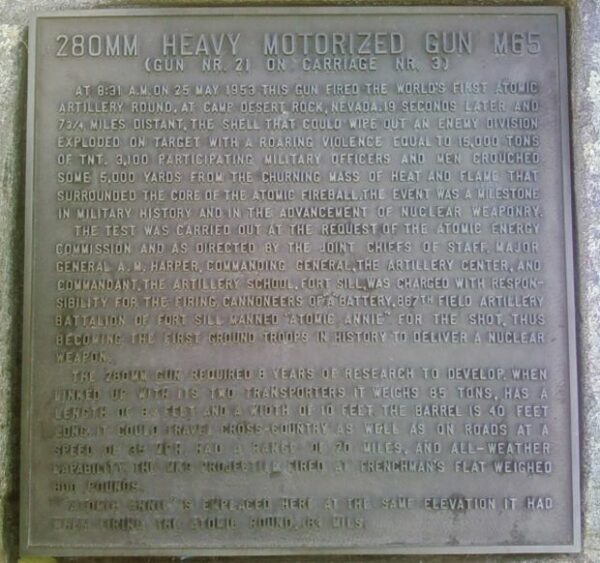 280MM HEAVY MOTORIZED GUN M65
(GUN NR. 2) ON CARRIAGE NR. 3)
AT 8:31 A.M. ON 25 MAY 1953 THIS GUN FIRED THE WORLD'S FIRST ATOMIC
ARTILLERY ROUND, AT CAMP DESERT ROCK, NEVADA. 19 SECONDS LATER AND
7 3/4 MILES DISTANT, THE SHELL THAT COULD WIPE OUT AN ENEMY DIVISION
EXPLODED ON TARGET WITH A ROARING VIOLENCE EQUAL TO 15,000 TONS
OF TNT. 3,100 PARTICIPATING MILITARY OFFICERS AND MEN CROUCHED
SOME 5,000 YARDS FROM THE CHURNING MASS OF HEAT AND FLAME THAT
SURROUNDED THE CORE OF THE ATOMIC FIREBALL. THE EVENT WAS A MILESTONE
IN MILITARY HISTORY AND IN THE ADVANCEMENT OF NUCLEAR WEAPONRY.
THE TEST WAS CARRIED OUT AT THE REQUEST OF THE ATOMIC ENERGY
COMMISSION AND AS DIRECTED BY THE JOINT CHIEFS OF STAFF. MAJOR
GENERAL A. M. HARPER, COMMANDING GENERAL, THE ARTILLERY CENTER, AND
COMMANDANT, THE ARTILLERY SCHOOL, FORT SILL, WAS CHARGED WITH RESPON-
SIBILITY FOR THE FIRING. CANNONEERS OF "A" BATTERY, 867TH FIELD ARTILLERY
BATTALION OF FORT SILL MANNED "ATOMIC ANNIE" FOR THE SHOT, THUS
BECOMING THE FIRST GROUND TROOPS IN HISTORY TO DELIVER A NUCLEAR
WEAPON.
THE 280MM GUN REQUIRED 8 YEARS OF RESEARCH TO DEVELOP. WHEN
LINKED UP WITH ITS TWO TRANSPORTERS IT WEIGHS 85 TONS, HAS A
LENGTH OF 84 FEET AND A WIDTH OF 10 FEET. THE BARREL IS 40 FEET
LONG. IT COULD TRAVEL CROSS-COUNTRY AS WELL AS ON ROADS AT A
SPEED OF 35 MPH, HAD A RANGE OF 20 MILES, AND ALL-WEATHER
CAPABILITY. THE PROJECTILE FIRED AT FRENCHMAN'S FLAT WEIGHED
800 POUNDS.
"ATOMIC ANNIE" IS EMPLACED HERE AT THE SAME ELEVATION IT HAD
WHEN FIRING THE ATOMIC ROUND, MILS.